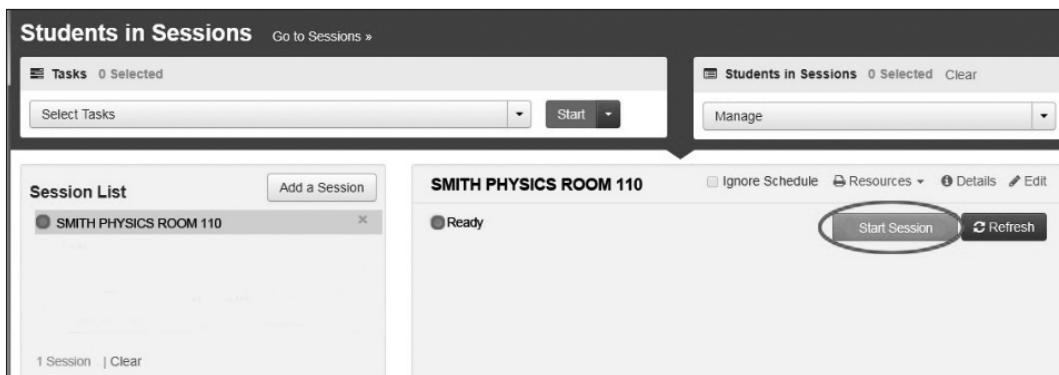 Students in Sessions Go to Sessions »
Tasks 0 Selected
Select Tasks
Start
Students in Sessions 0 Selected Clear
Manage
Session List
Add a Session
SMITH PHYSICS ROOM 110 ×
1 Session | Clear
SMITH PHYSICS ROOM 110
Ignore Schedule Resources Details Edit
Ready
Start Session
Refresh